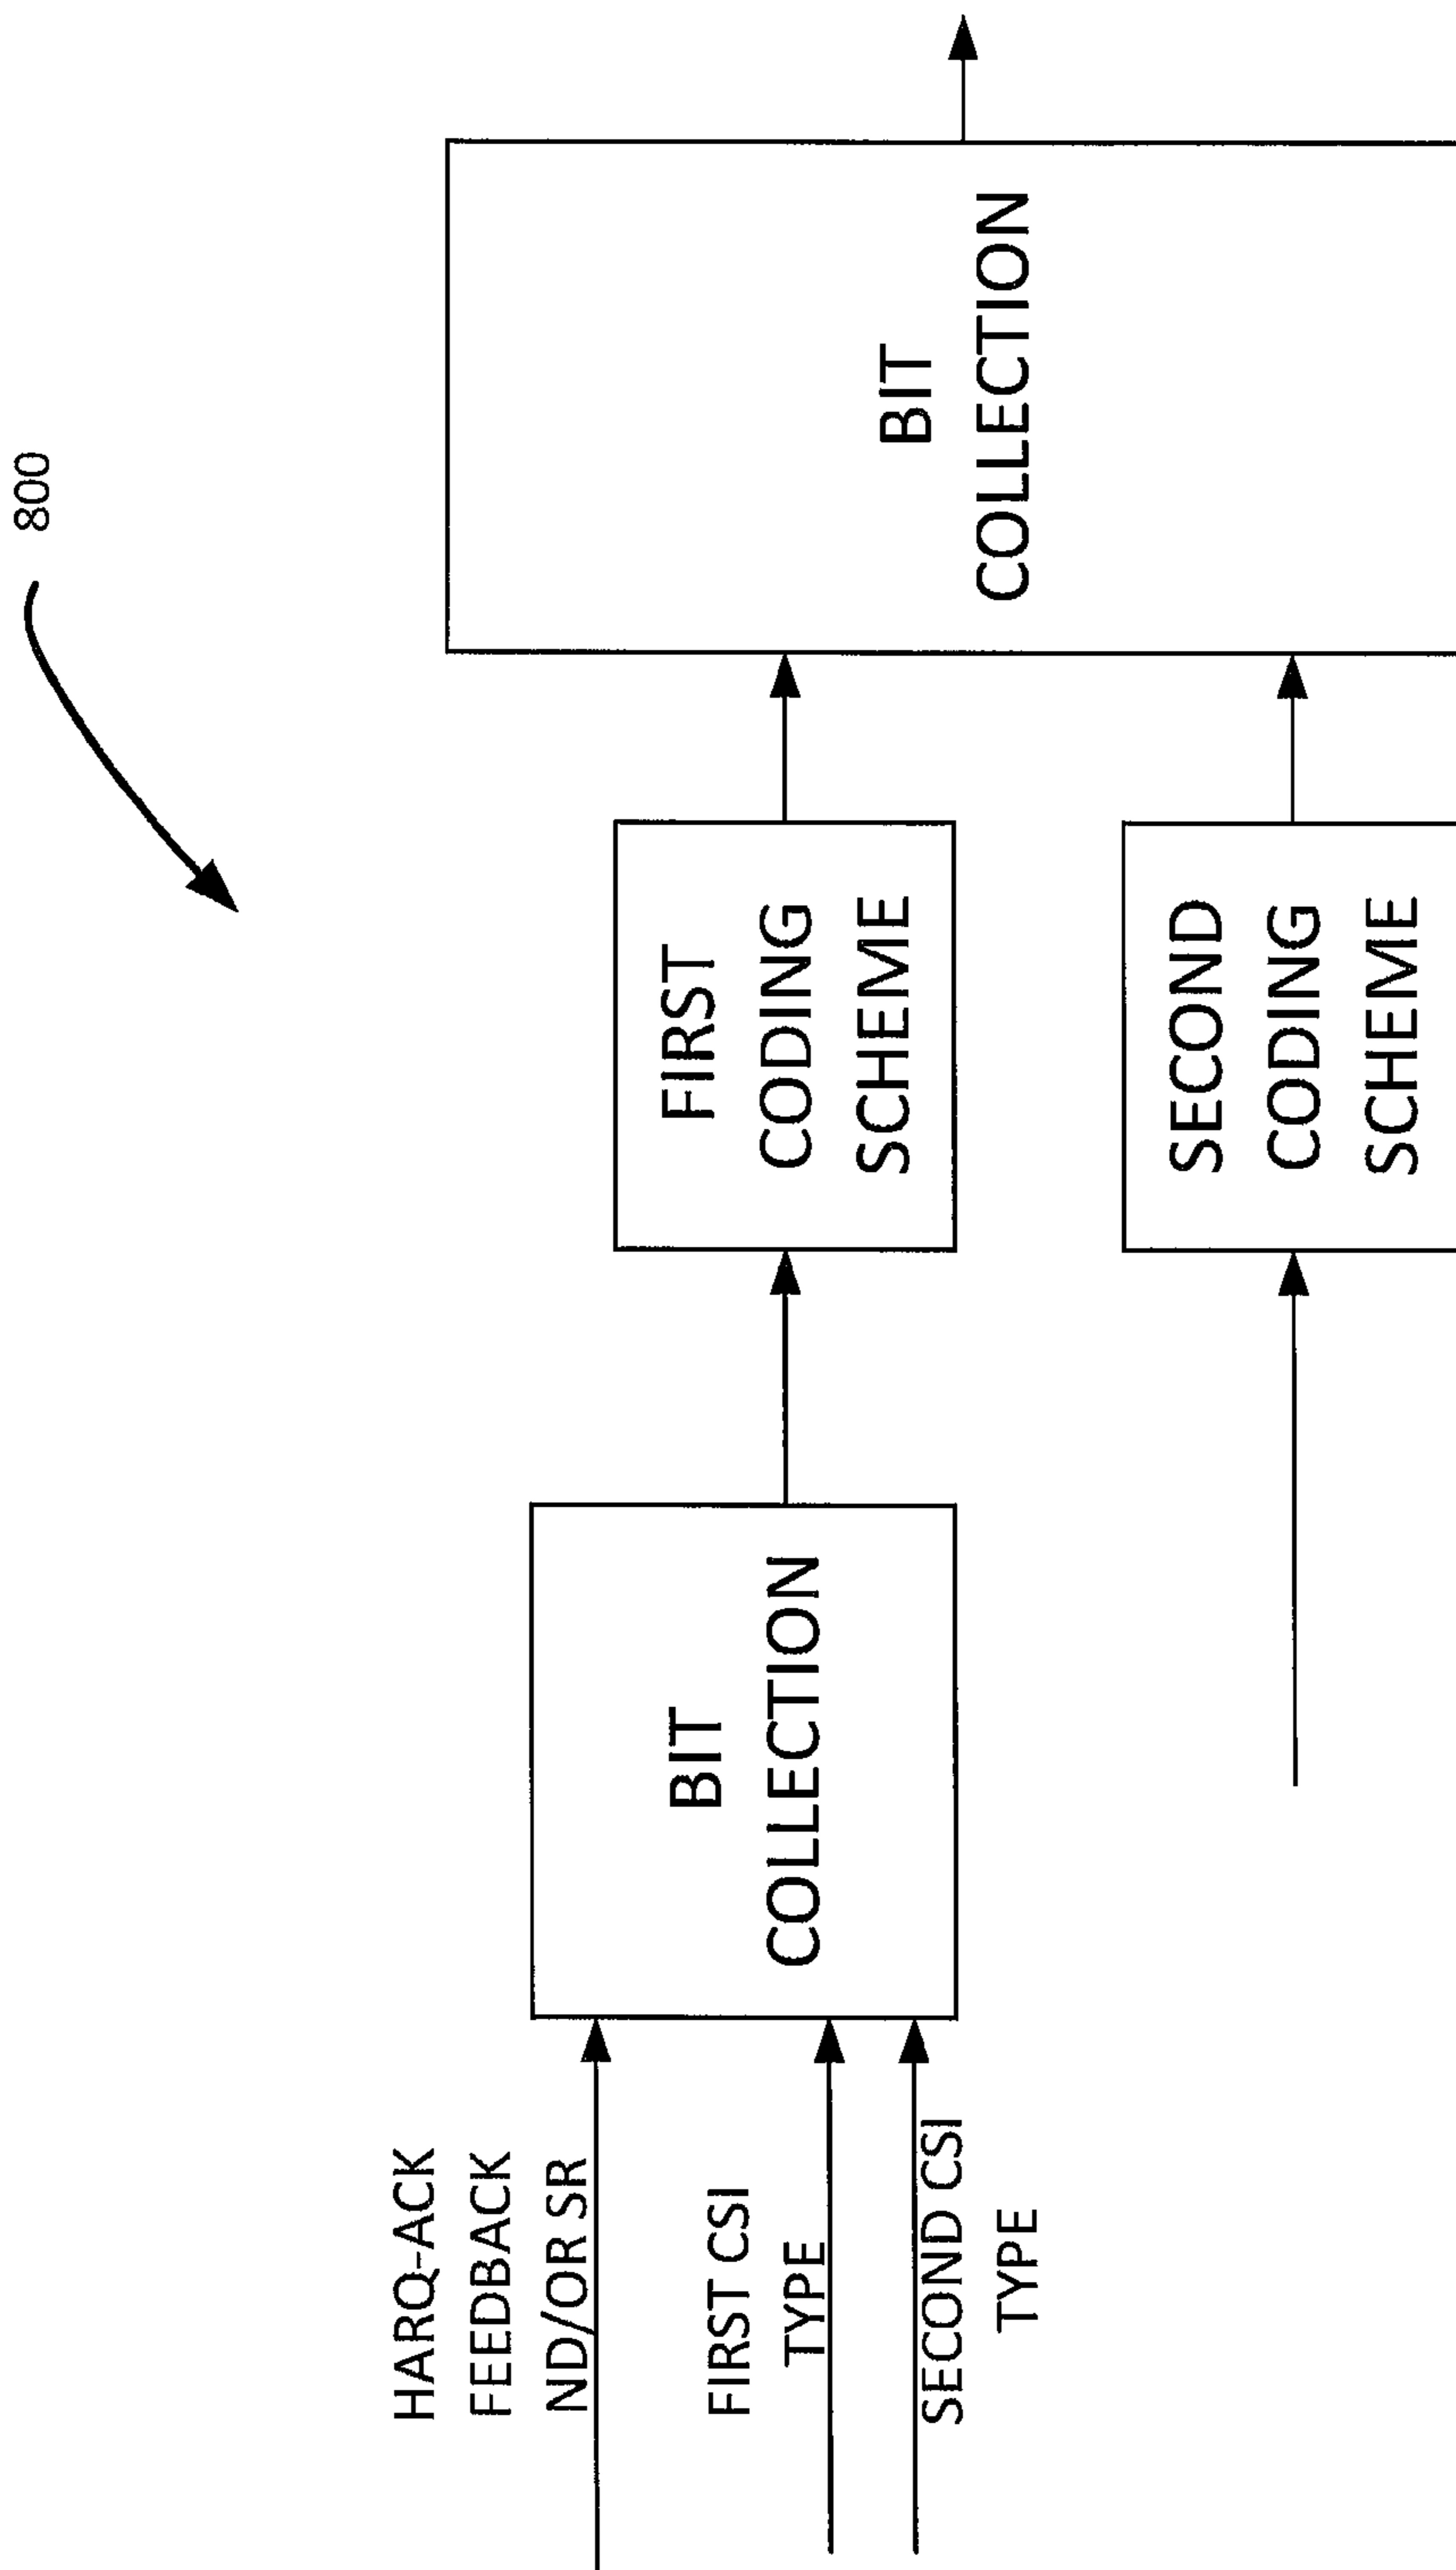 800
HARQ-ACK
FEEDBACK
ND/OR SR
FIRST CSI
TYPE
SECOND CSI
TYPE
BIT
COLLECTION
FIRST
CODING
SCHEME
SECOND
CODING
SCHEME
BIT
COLLECTION